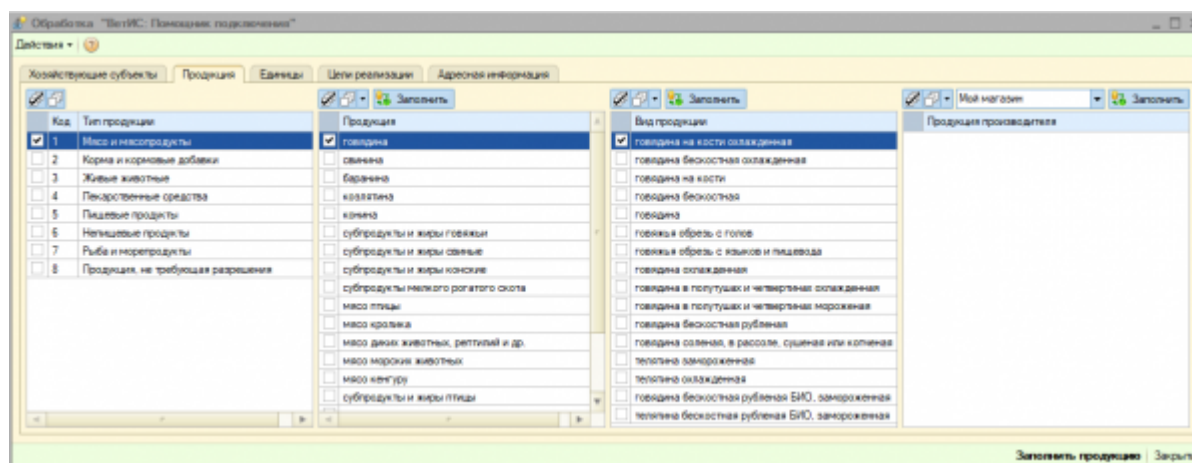 Обработка "ВетИС: Помощник подключения"
Действия
Хозяйствующие субъекты Продукция Единицы Цели реализации Адресная информация
Заполнить Заполнить Мой магазин Заполнить
Код Тип продукции Продукция Вид продукции Продукция производителя
1 Мясо и мясопродукты говядина говядина на кости охлажденная
2 Корма и кормовые добавки свинина говядина бескостная охлажденная
3 Живые животные баранина говядина на кости
4 Лекарственные средства козлятина говядина бескостная
5 Пищевые продукты конина говядина
6 Непищевые продукты субпродукты и жиры говяжьи говяжья обрезь с голов
7 Рыба и морепродукты субпродукты и жиры свиные говяжья обрезь с языков и пищевода
8 Продукция, не требующая разрешения субпродукты и жиры конские говядина охлажденная
субпродукты мелкого рогатого скота говядина в полутушах и четвертинах охлажденная
мясо птицы говядина в полутушах и четвертинах мороженая
мясо кролика говядина бескостная рубленая
мясо диких животных, рептилий и др. говядина соленая, в рассоле, сушеная или копченая
мясо морских животных телятина замороженная
мясо кенгуру телятина охлажденная
субпродукты и жиры птицы говядина бескостная рубленая БИО, замороженная
телятина бескостная рубленая БИО, замороженная
Заполнить продукцию Закрыть